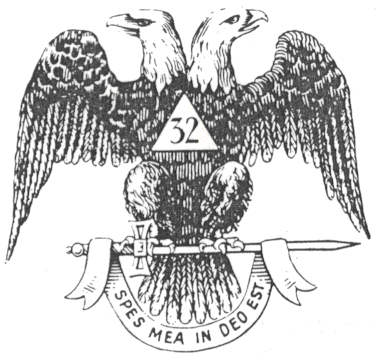 32
SPES MEA IN DEO EST